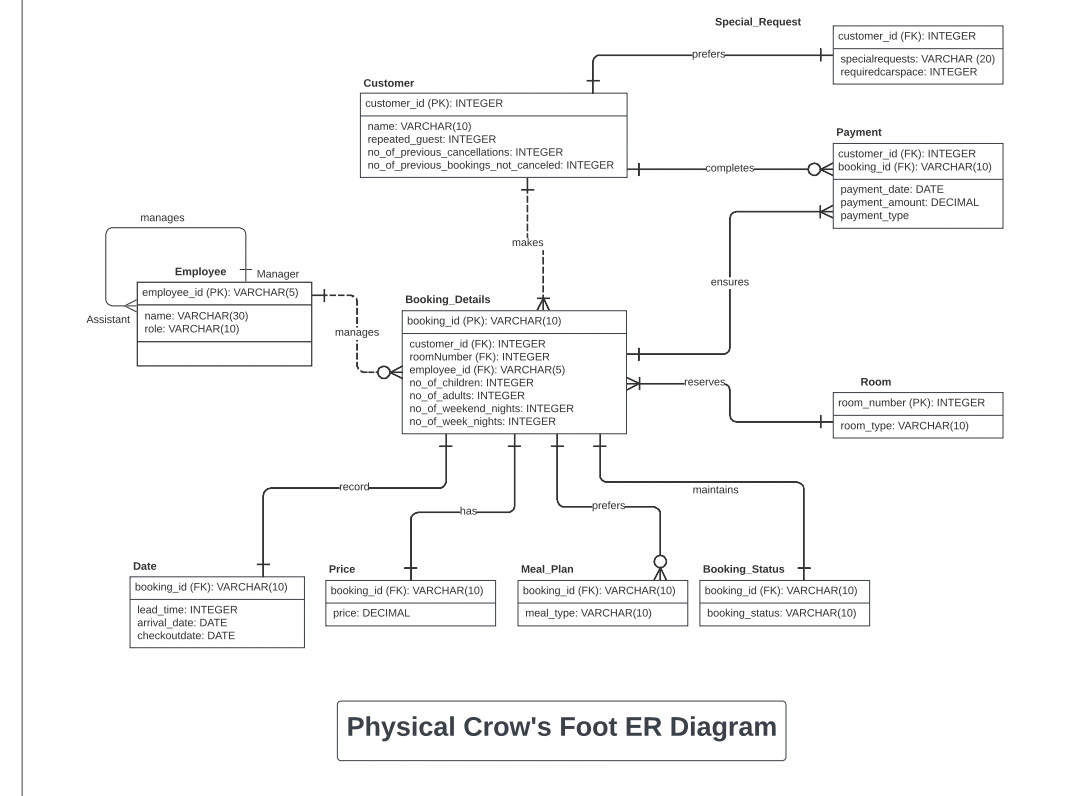 Special_Request
customer_id (FK): INTEGER
specialrequests: VARCHAR (20)
requiredcarspace: INTEGER
prefers
Customer
customer_id (PK): INTEGER
name: VARCHAR(10)
repeated_guest: INTEGER
no_of_previous_cancellations: INTEGER
no_of_previous_bookings_not_canceled: INTEGER
Payment
customer_id (FK): INTEGER
booking_id (FK): VARCHAR(10)
payment_date: DATE
payment_amount: DECIMAL
payment_type
completes
manages
makes
Employee
Manager
employee_id (PK): VARCHAR(5)
name: VARCHAR(30)
role: VARCHAR(10)
Assistant
manages
ensures
Booking_Details
booking_id (PK): VARCHAR(10)
customer_id (FK): INTEGER
roomNumber (FK): INTEGER
employee_id (FK): VARCHAR(5)
no_of_children: INTEGER
no_of_adults: INTEGER
no_of_weekend_nights: INTEGER
no_of_week_nights: INTEGER
reserves
Room
room_number (PK): INTEGER
room_type: VARCHAR(10)
record
has
prefers
maintains
Date
booking_id (FK): VARCHAR(10)
lead_time: INTEGER
arrival_date: DATE
checkoutdate: DATE
Price
booking_id (FK): VARCHAR(10)
price: DECIMAL
Meal_Plan
booking_id (FK): VARCHAR(10)
meal_type: VARCHAR(10)
Booking_Status
booking_id (FK): VARCHAR(10)
booking_status: VARCHAR(10)
Physical Crow's Foot ER Diagram